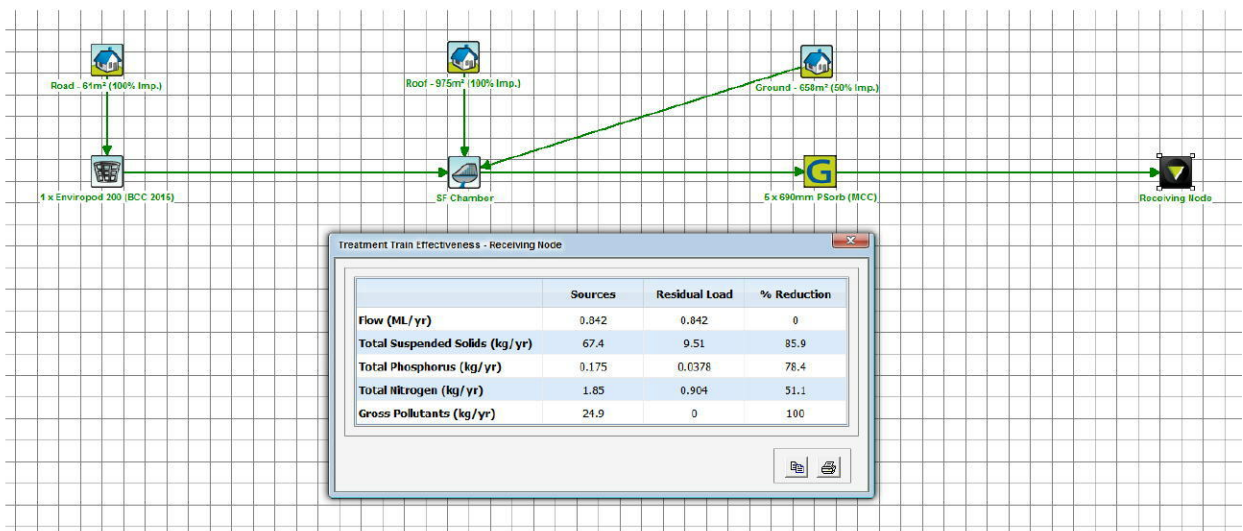 Road - 61m² (100% Imp.)
Roof - 975m² (100% Imp.)
Ground - 658m² (50% Imp.)
1 x Enviropod 200 (BCC 2016)
SF Chamber
G
5 x 690mm PSorb (MCC)
Receiving Node
Treatment Train Effectiveness - Receiving Node
Sources Residual Load % Reduction
Flow (ML/yr) 0.842 0.842 0
Total Suspended Solids (kg/yr) 67.4 9.51 85.9
Total Phosphorus (kg/yr) 0.175 0.0378 78.4
Total Nitrogen (kg/yr) 1.85 0.904 51.1
Gross Pollutants (kg/yr) 24.9 0 100